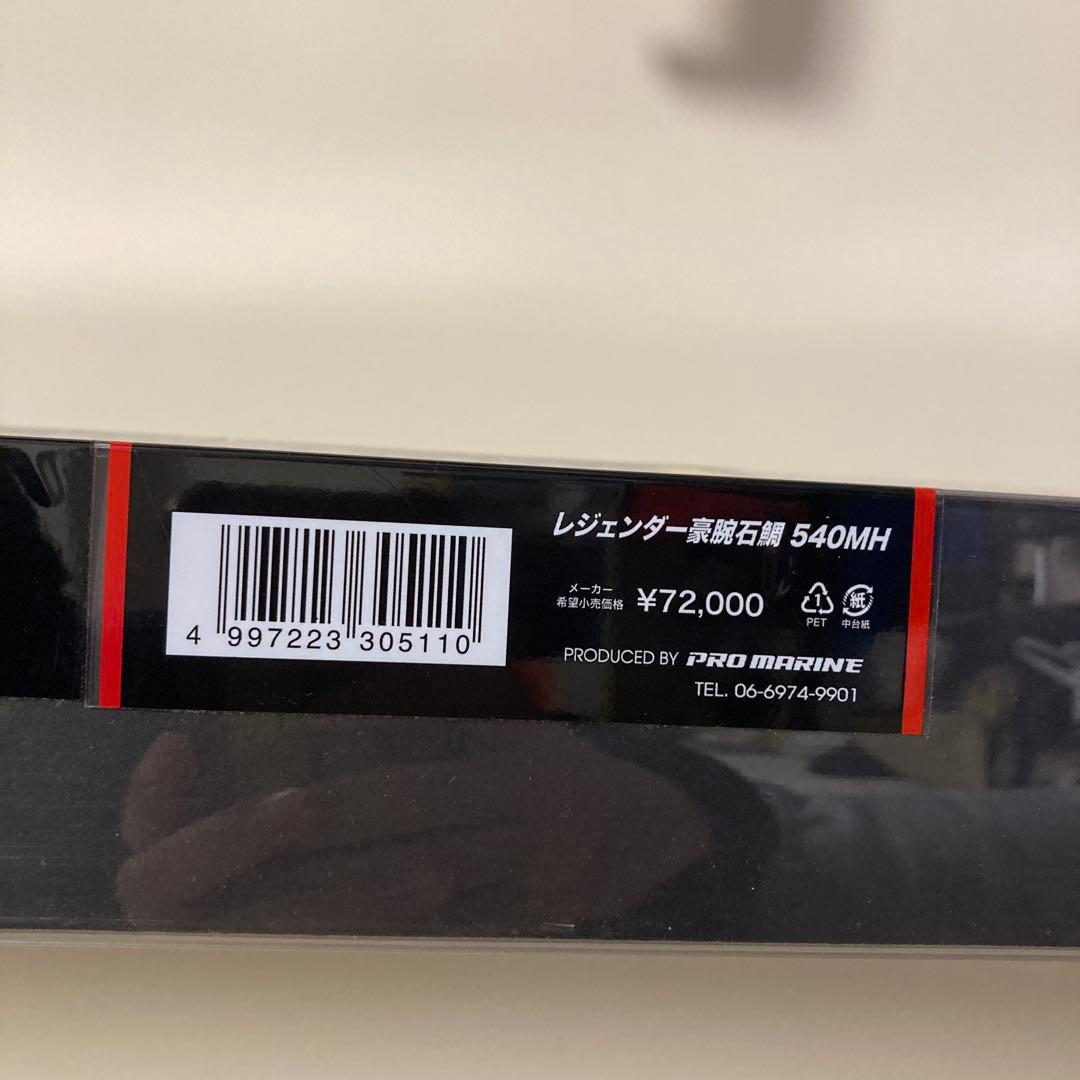 レジェンダー豪腕石鯛 540MH
メーカー
希望小売価格 ¥72,000
1
PET
紙
中台紙
PRODUCED BY PRO MARINE
TEL. 06-6974-9901
4 997223 305110